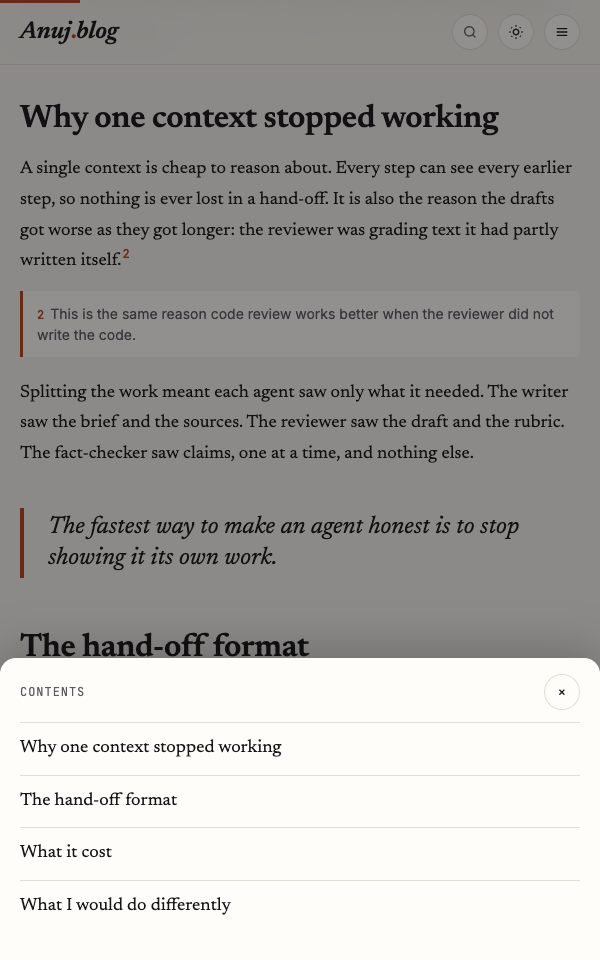 Anuj.blog
Why one context stopped working
A single context is cheap to reason about. Every step can see every earlier
step, so nothing is ever lost in a hand-off. It is also the reason the drafts
got worse as they got longer: the reviewer was grading text it had partly
written itself.2
2 This is the same reason code review works better when the reviewer did not
write the code.
Splitting the work meant each agent saw only what it needed. The writer
saw the brief and the sources. The reviewer saw the draft and the rubric.
The fact-checker saw claims, one at a time, and nothing else.
The fastest way to make an agent honest is to stop
showing it its own work.
The hand-off format
CONTENTS
Why one context stopped working
The hand-off format
What it cost
What I would do differently